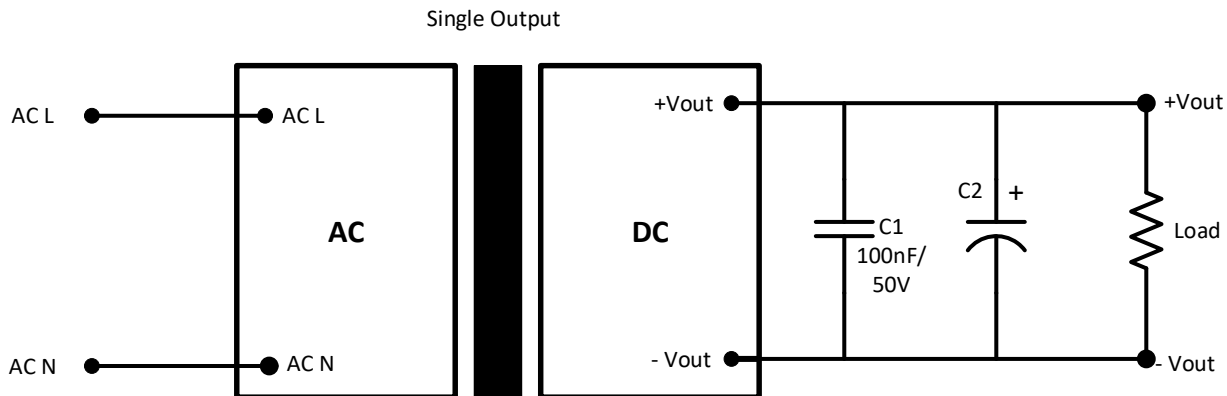 Single Output
AC L
AC L
+Vout
+Vout
AC
DC
C1
100nF/
50V
C2
+
Load
AC N
AC N
- Vout
- Vout